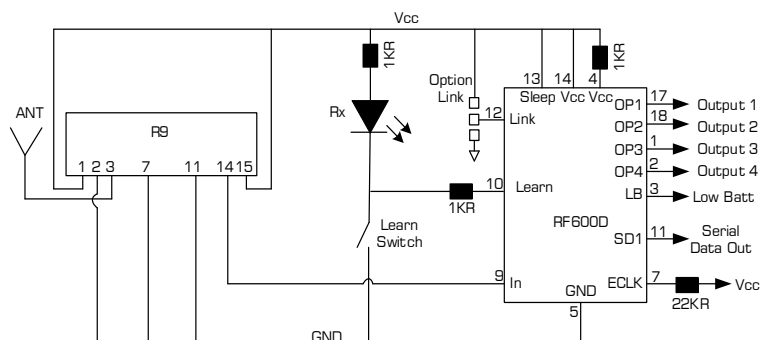 Vcc
1KR
1KR
Option
Link
13 14 4
Sleep Vcc Vcc
17
OP1
Output 1
ANT
R9
Rx
12
Link
18
OP2
Output 2
1
OP3
Output 3
2
OP4
Output 4
1 2 3 7 11 14 15
10
Learn
1KR
3
LB
Low Batt
RF600D
Learn
Switch
11
SD1
Serial
Data Out
9
In
7
ECLK
22KR
Vcc
GND
5
GND